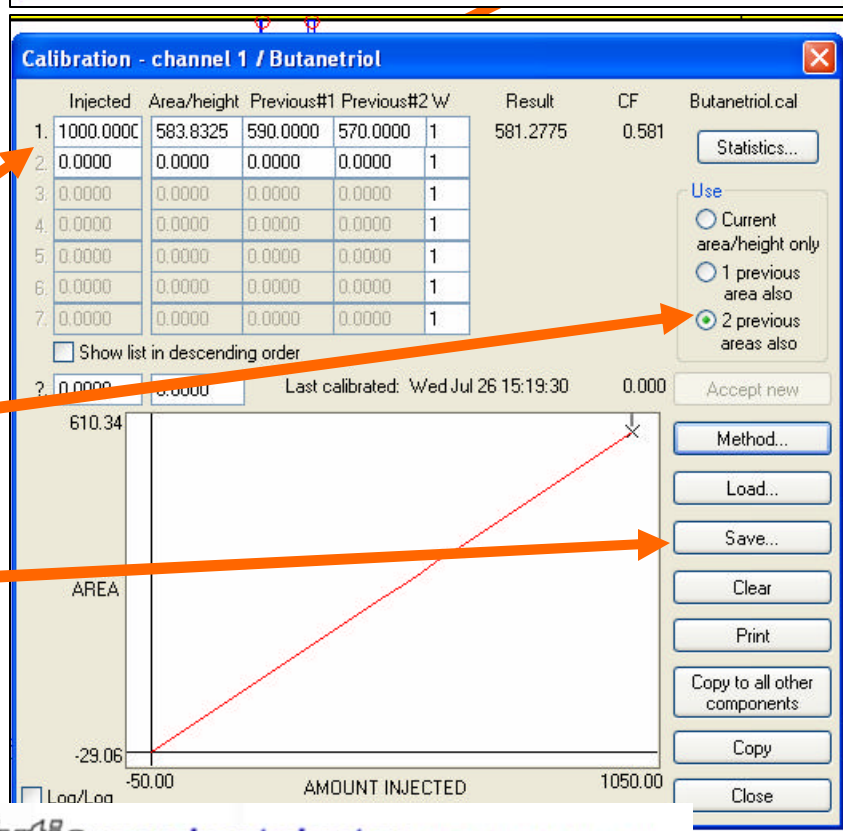 Calibration - channel 1 / Butanetriol
Injected Area/height Previous#1 Previous#2 W Result CF Butanetriol.cal
1. 1000.000 583.8325 590.0000 570.0000 1 581.2775 0.581
Statistics...
2. 0.0000 0.0000 0.0000 0.0000 1
3. 0.0000 0.0000 0.0000 0.0000 1
4. 0.0000 0.0000 0.0000 0.0000 1
5. 0.0000 0.0000 0.0000 0.0000 1
6. 0.0000 0.0000 0.0000 0.0000 1
7. 0.0000 0.0000 0.0000 0.0000 1
Use
Current
area/height only
1 previous
area also
2 previous
areas also
Show list in descending order
?. 0.0000 0.0000 Last calibrated: Wed Jul 26 15:19:30 0.000
Accept new
Method...
Load...
Save...
Clear
Print
Copy to all other
components
Copy
Close
610.34
AREA
-29.06
-50.00 AMOUNT INJECTED 1050.00
Log/Log